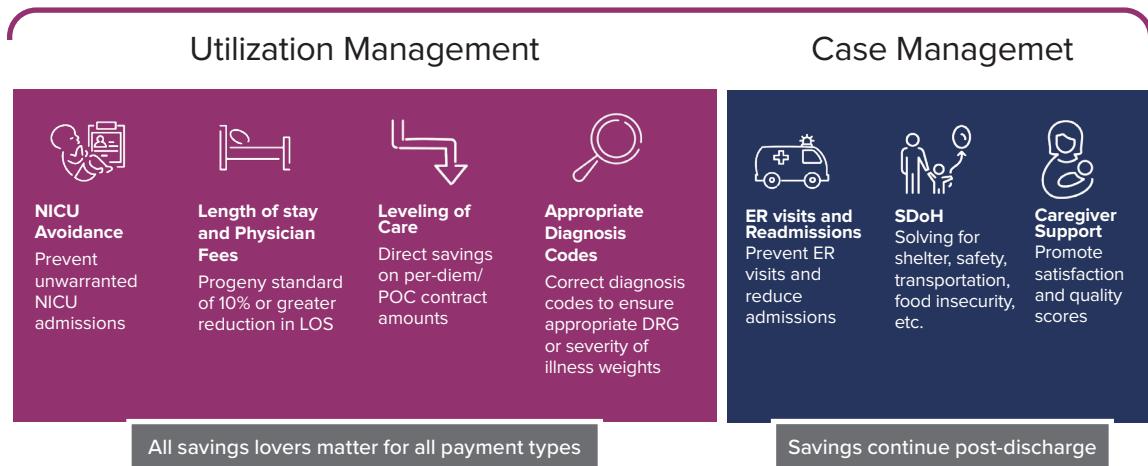 Utilization Management
Case Managemet
NICU
Avoidance
Prevent
unwarranted
NICU
admissions
Length of stay
and Physician
Fees
Progeny standard
of 10% or greater
reduction in LOS
Leveling of
Care
Direct savings
on per-diem/
POC contract
amounts
Appropriate
Diagnosis
Codes
Correct diagnosis
codes to ensure
appropriate DRG
or severity of
illness weights
ER visits and
Readmissions
Prevent ER
visits and
reduce
admissions
SDoH
Solving for
shelter, safety,
transportation,
food insecurity,
etc.
Caregiver
Support
Promote
satisfaction
and quality
scores
All savings lovers matter for all payment types
Savings continue post-discharge